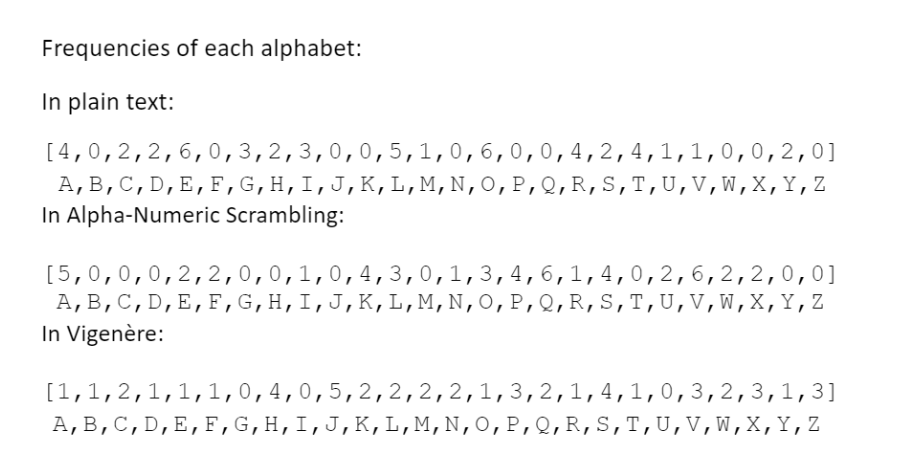 Frequencies of each alphabet:
In plain text:
[4,0,2,2,6,0,3,2,3,0,0,5,1,0,6,0,0,4,2,4,1,1,0,0,2,0]
A,B,C,D,E,F,G,H,I,J,K,L,M,N,O,P,Q,R,S,T,U,V,W,X,Y,Z
In Alpha-Numeric Scrambling:
[5,0,0,0,2,2,0,0,1,0,4,3,0,1,3,4,6,1,4,0,2,6,2,2,0,0]
A,B,C,D,E,F,G,H,I,J,K,L,M,N,O,P,Q,R,S,T,U,V,W,X,Y,Z
In Vigenère:
[1,1,2,1,1,1,0,4,0,5,2,2,2,2,1,3,2,1,4,1,0,3,2,3,1,3]
A,B,C,D,E,F,G,H,I,J,K,L,M,N,O,P,Q,R,S,T,U,V,W,X,Y,Z